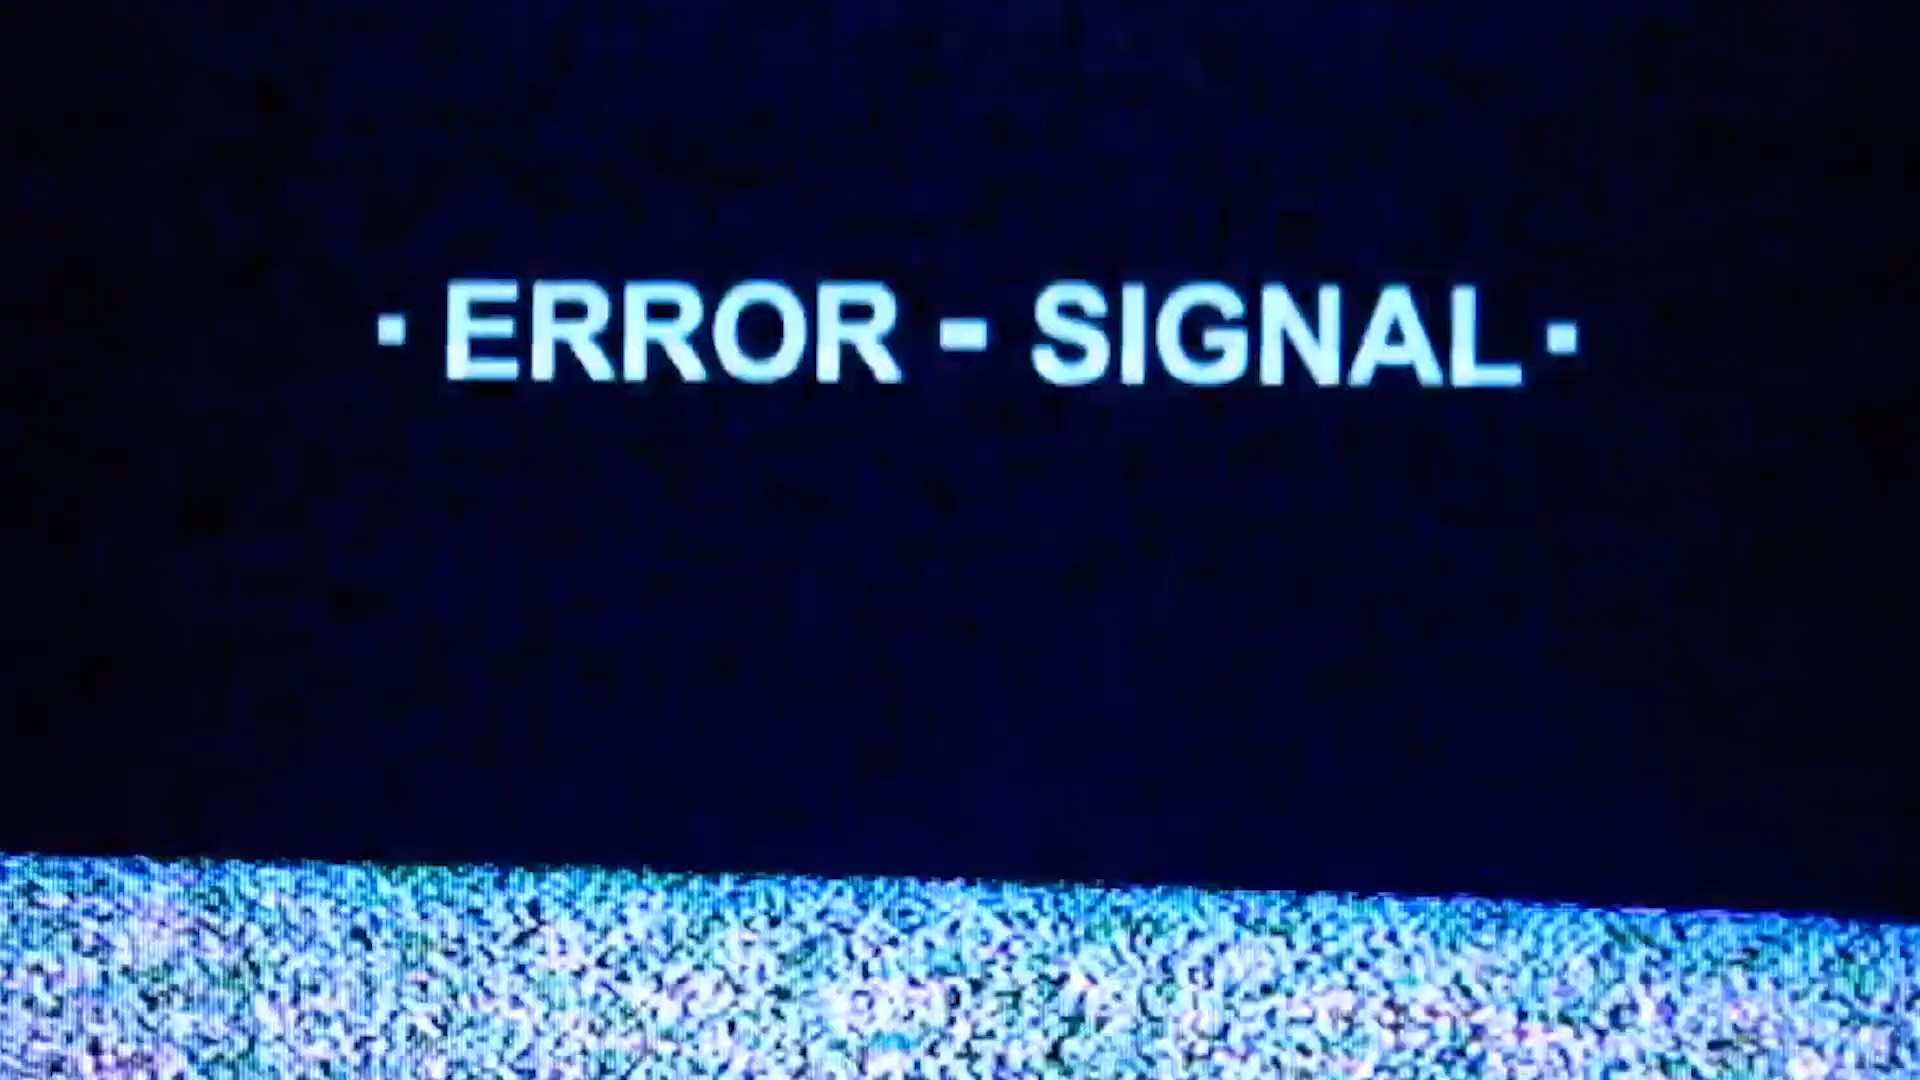 · ERROR - SIGNAL ·